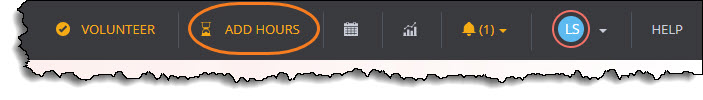 VOLUNTEER ADD HOURS (1) LS HELP